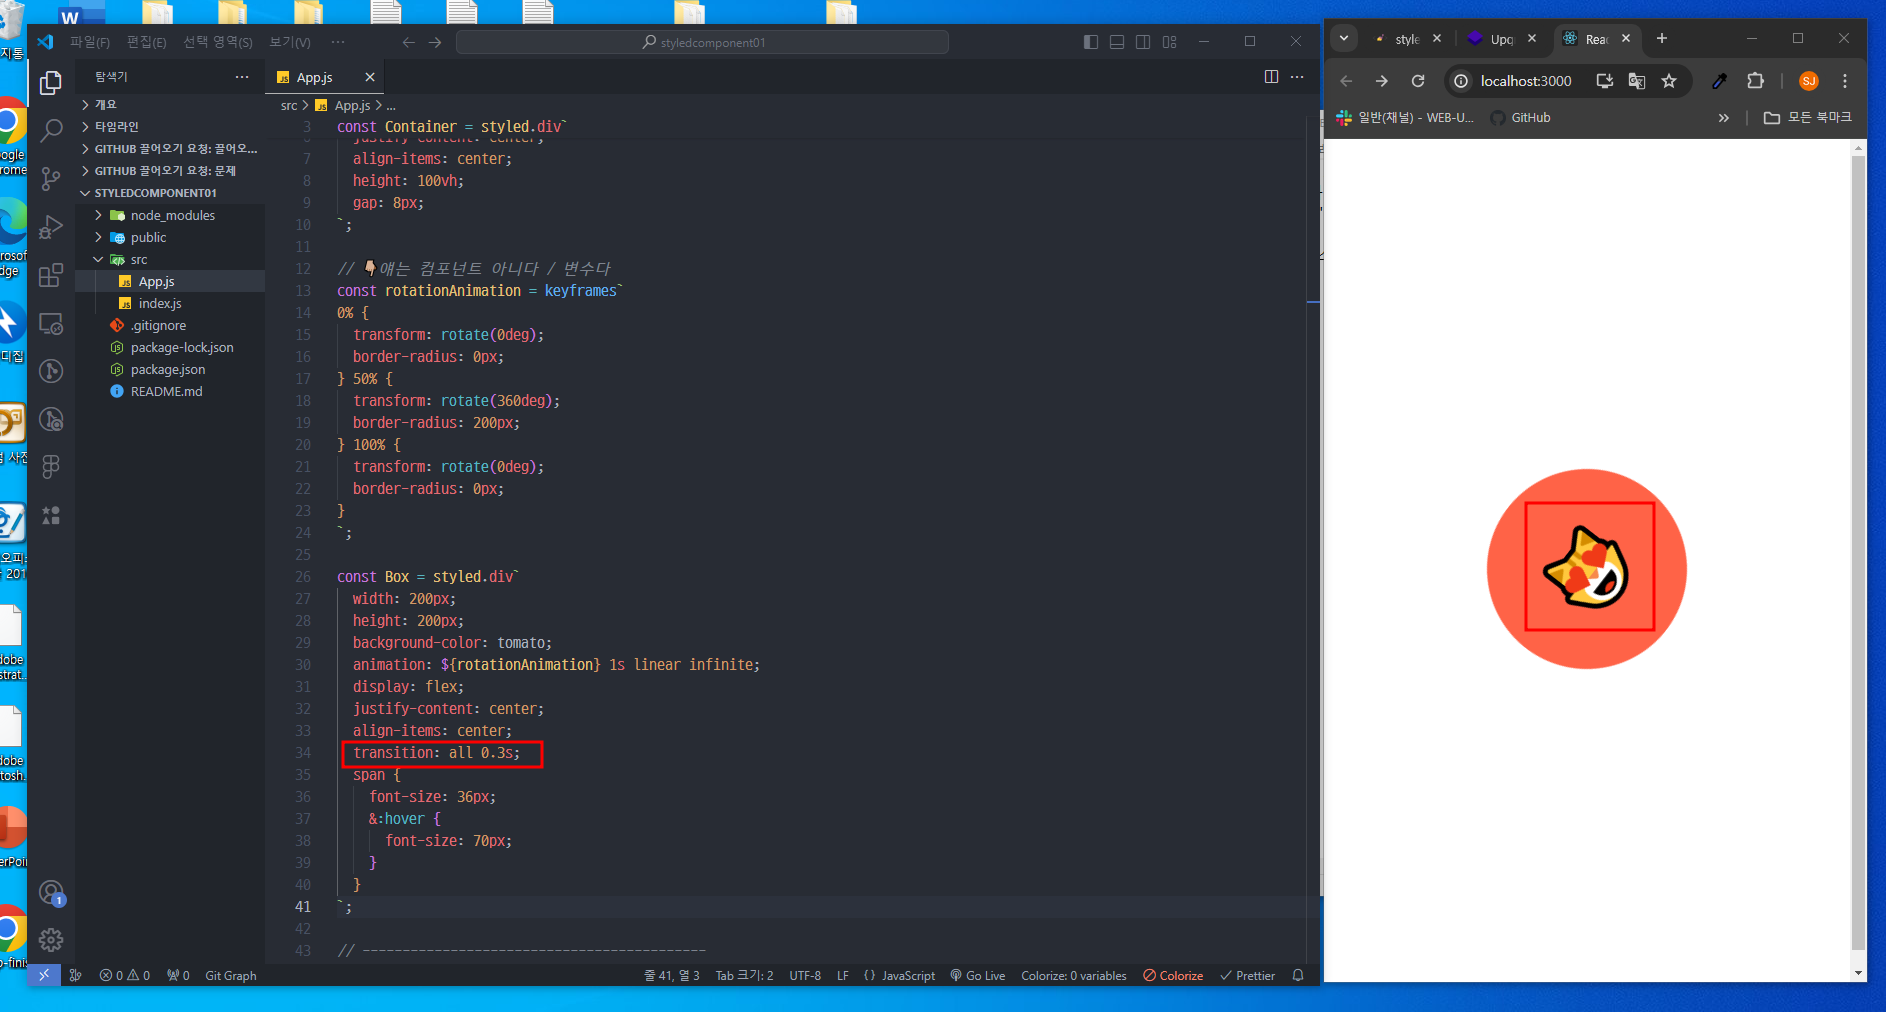 지통
파일(F) 편집(E) 선택 영역(S) 보기(V) ···
styledcomponent01
탐색기 ···
개요
타임라인
GITHUB 끌어오기 요청: 끌어오...
GITHUB 끌어오기 요청: 문제
STYLEDCOMPONENT01
node_modules
public
src
App.js
index.js
.gitignore
package-lock.json
package.json
README.md
App.js
src > App.js > ...
3 const Container = styled.div`
justify-content: center;
7 align-items: center;
8 height: 100vh;
9 gap: 8px;
10 `;
11
12 // 👇🏼얘는 컴포넌트 아니다 / 변수다
13 const rotationAnimation = keyframes`
14 0% {
15 transform: rotate(0deg);
16 border-radius: 0px;
17 } 50% {
18 transform: rotate(360deg);
19 border-radius: 200px;
20 } 100% {
21 transform: rotate(0deg);
22 border-radius: 0px;
23 }
24 `;
25
26 const Box = styled.div`
27 width: 200px;
28 height: 200px;
29 background-color: tomato;
30 animation: ${rotationAnimation} 1s linear infinite;
31 display: flex;
32 justify-content: center;
33 align-items: center;
34 transition: all 0.3s;
35 span {
36 font-size: 36px;
37 &:hover {
38 font-size: 70px;
39 }
40 }
41 `;
42
43 // -------------------------------------------
0 0 0 Git Graph
줄 41, 열 3 Tab 크기: 2 UTF-8 LF {} JavaScript Go Live Colorize: 0 variables Colorize Prettier
1
style
Upq
Reac
localhost:3000
SJ
일반(채널) - WEB-U...
GitHub
모든 북마크